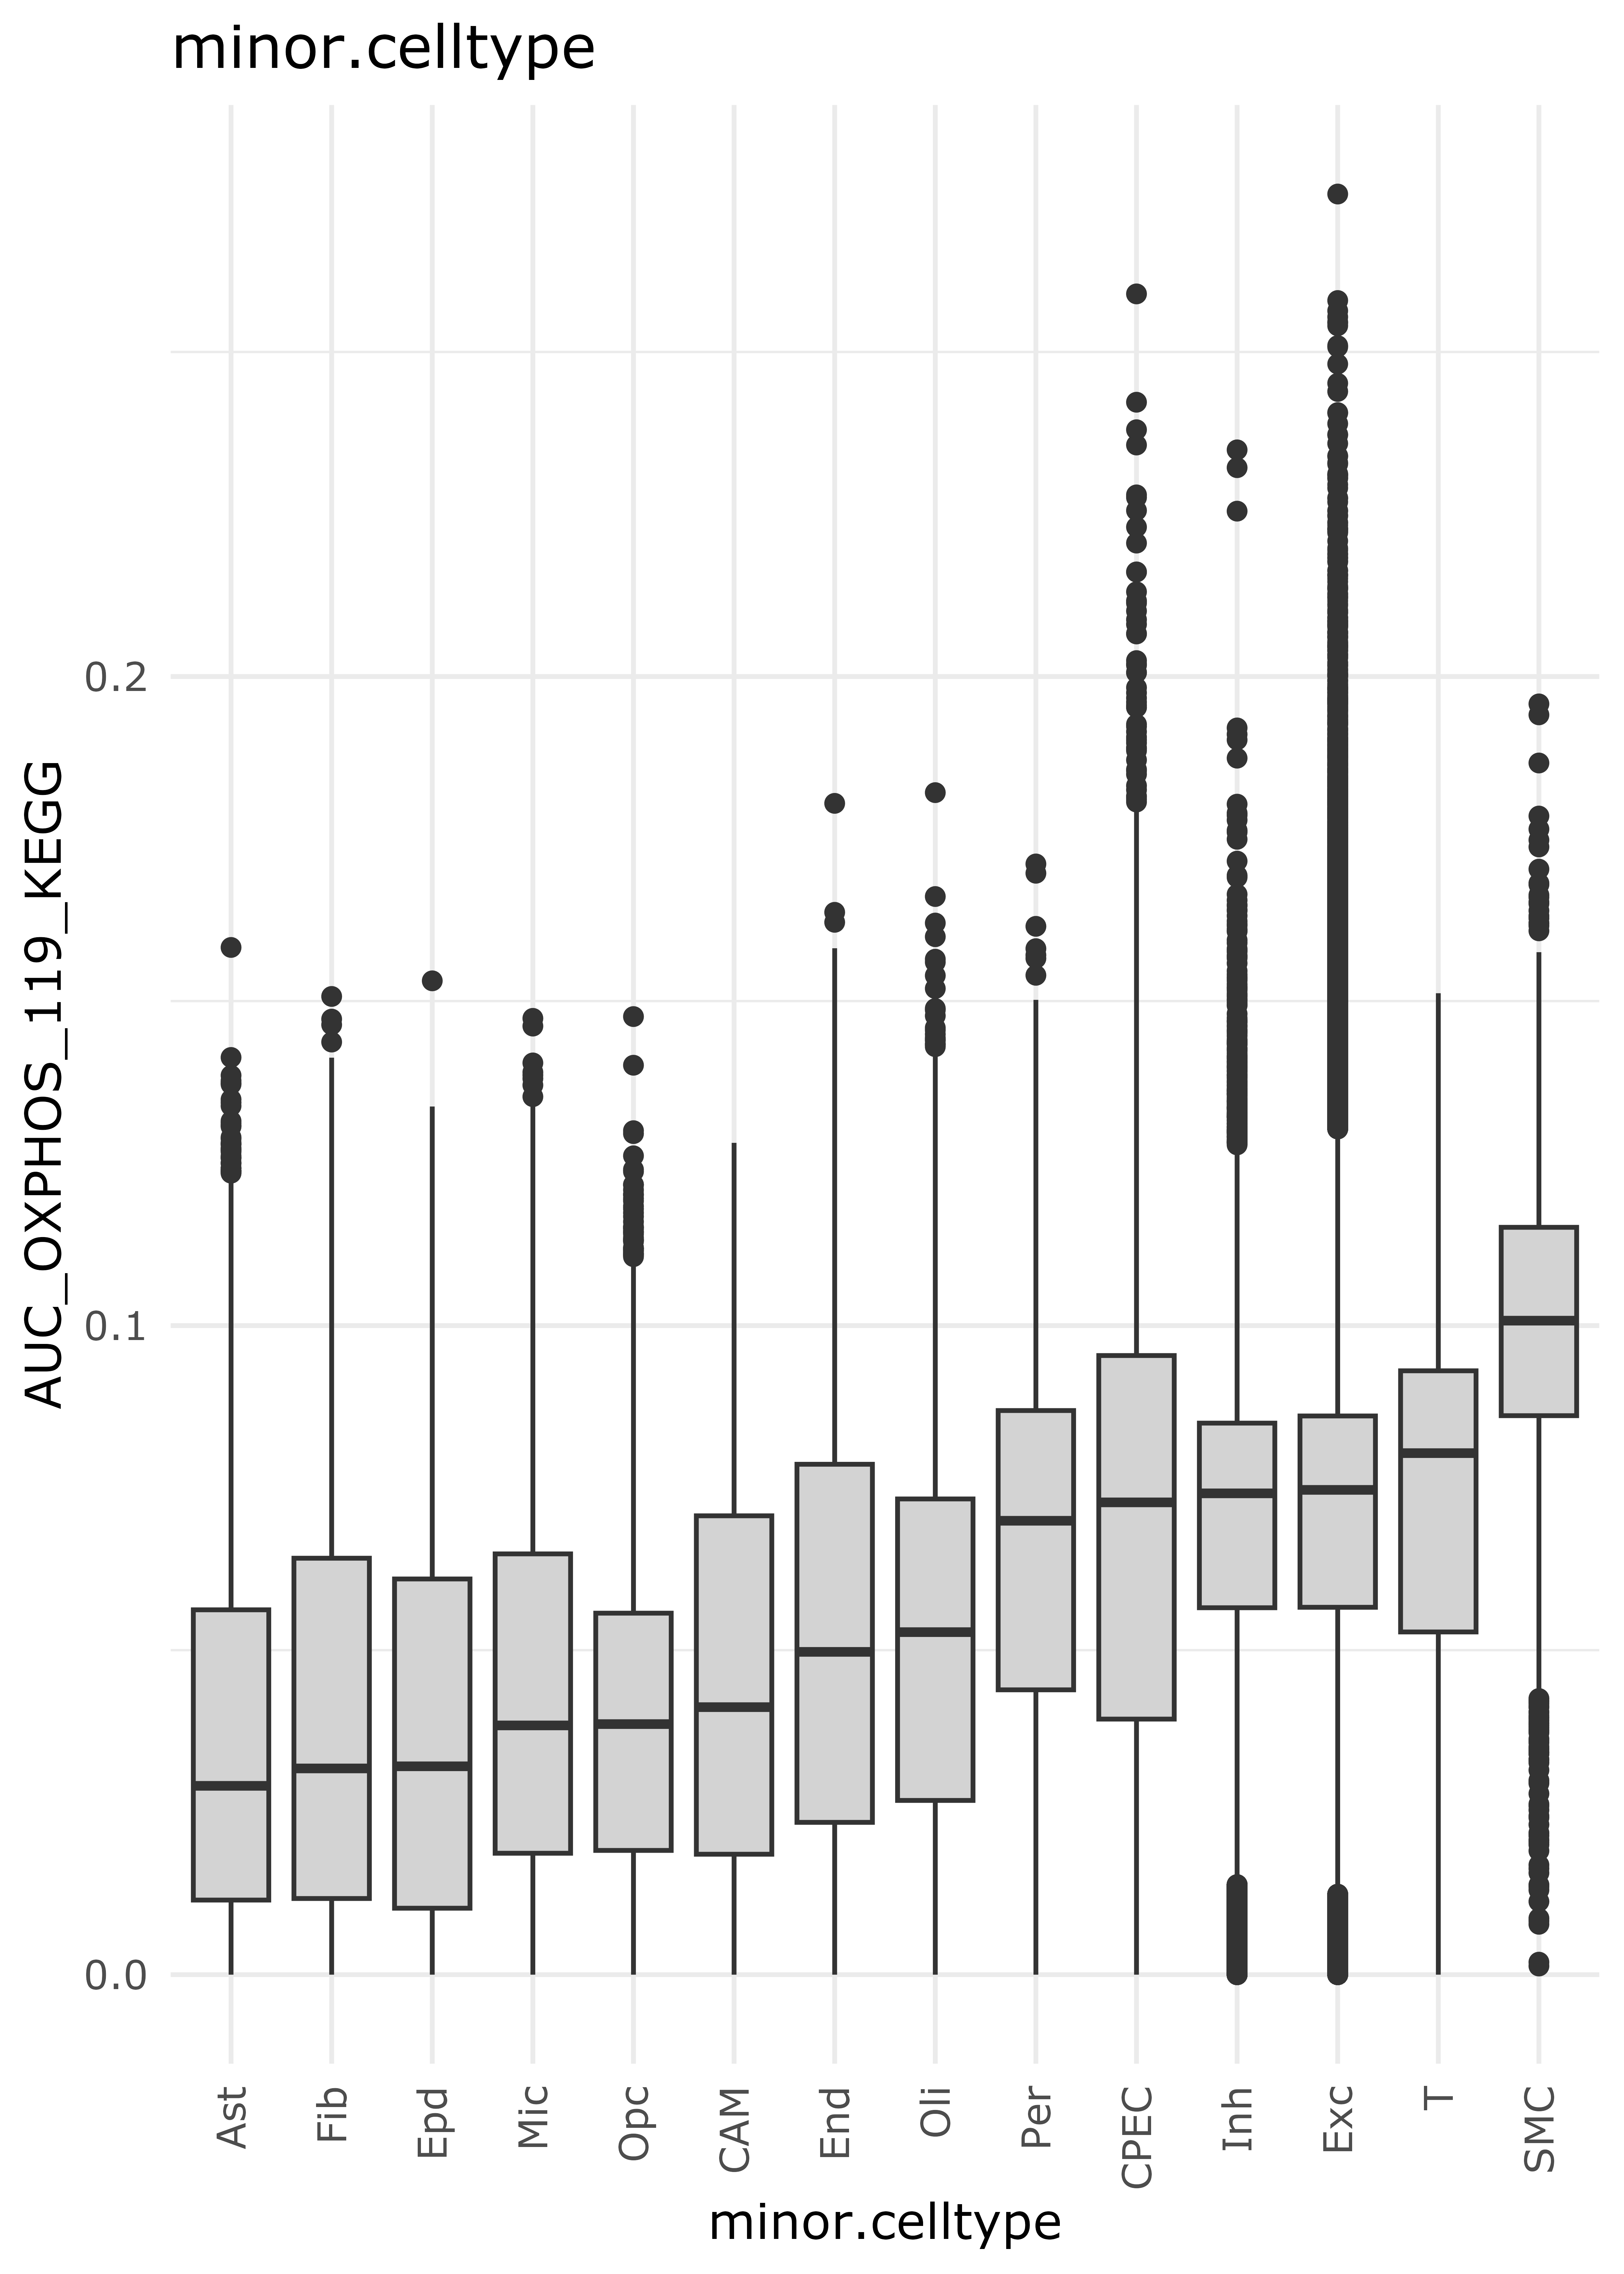 minor.celltype
AUC_OXPHOS_119_KEGG
0.2
0.1
0.0
Ast
Fib
Epd
Mic
Opc
CAM
End
Oli
Per
CPEC
Inh
Exc
T
SMC
minor.celltype